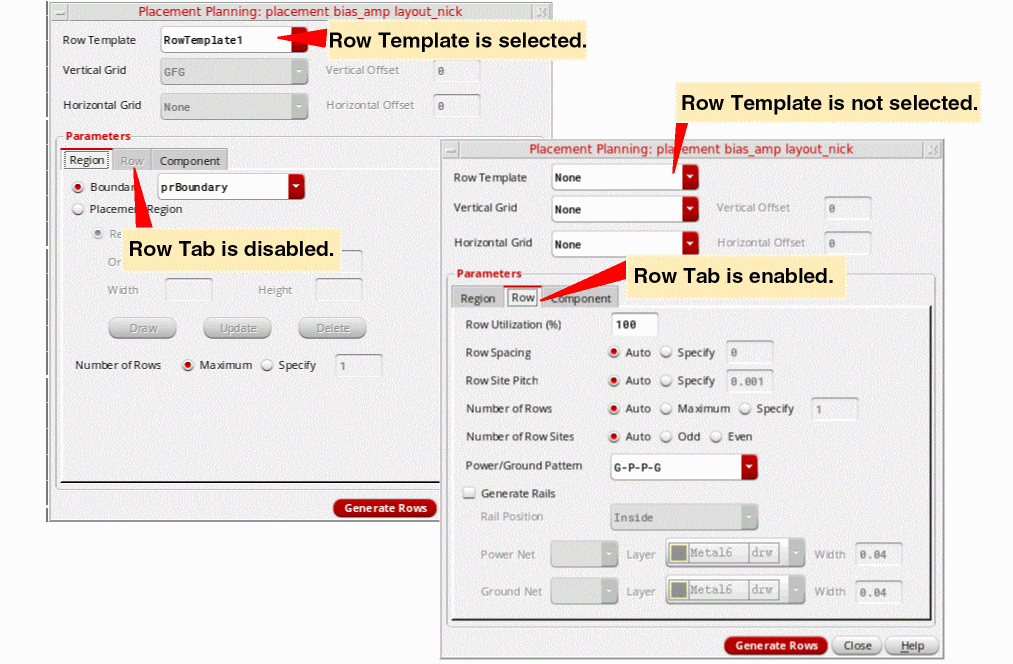 Placement Planning: placement bias_amp layout_nick
Row Template RowTemplate1
Row Template is selected.
Vertical Grid GFG Vertical Offset 0
Horizontal Grid None Horizontal Offset 0
Parameters
Region Row Component
Boundar prBoundary
Placement Region
Re
Row Tab is disabled.
Or
Width Height
Draw Update Delete
Number of Rows Maximum Specify 1
Generate Rows
Row Template is not selected.
Placement Planning: pla ement bias_amp layout_nick
Row Template None
Vertical Grid None Vertical Offset 0
Horizontal Grid None Horizontal Offset 0
Row Tab is enabled.
Parameters
Region Row Component
Row Utilization (%) 100
Row Spacing Auto Specify 0
Row Site Pitch Auto Specify 0.001
Number of Rows Auto Maximum Specify 1
Number of Row Sites Auto Odd Even
Power/Ground Pattern G-P-P-G
Generate Rails
Rail Position Inside
Power Net Layer Metal6 drw Width 0.04
Ground Net Layer Metal6 drw Width 0.04
Generate Rows Close Help